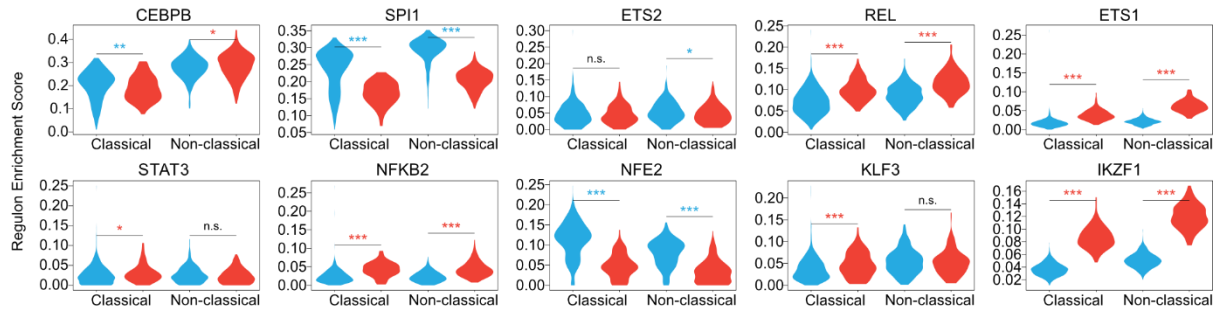 CEBPB SPI1 ETS2 REL ETS1
Regulon Enrichment Score
0.4 0.3 0.2 0.1 0.0
** *
Classical Non-classical
0.35 0.30 0.25 0.20 0.15 0.10 0.05
*** ***
Classical Non-classical
0.25 0.20 0.15 0.10 0.05 0.00
n.s. *
Classical Non-classical
0.25 0.20 0.15 0.10 0.05 0.00
*** ***
Classical Non-classical
0.25 0.20 0.15 0.10 0.05 0.00
*** ***
Classical Non-classical
STAT3 NFKB2 NFE2 KLF3 IKZF1
0.25 0.20 0.15 0.10 0.05 0.00
* n.s.
Classical Non-classical
0.25 0.20 0.15 0.10 0.05 0.00
*** ***
Classical Non-classical
0.20 0.15 0.10 0.05 0.00
*** ***
Classical Non-classical
0.25 0.20 0.15 0.10 0.05 0.00
*** n.s.
Classical Non-classical
0.16 0.14 0.12 0.10 0.08 0.06 0.04 0.02
*** ***
Classical Non-classical